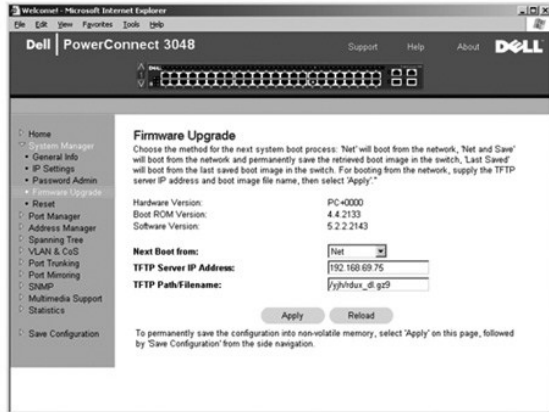 Welcome! - Microsoft Internet Explorer
File Edit View Favorites Tools Help
Dell | PowerConnect 3048
Support Help About DELL
Home
System Manager
General Info
IP Settings
Password Admin
Firmware Upgrade
Reset
Port Manager
Address Manager
Spanning Tree
VLAN & CoS
Port Trunking
Port Mirroring
SNMP
Multimedia Support
Statistics
Save Configuration
Firmware Upgrade
Choose the method for the next system boot process: 'Net' will boot from the network, 'Net and Save'
will boot from the network and permanently save the retrieved boot image in the switch, 'Last Saved'
will boot from the last saved boot image in the switch. For booting from the network, supply the TFTP
server IP address and boot image file name, then select 'Apply'."
Hardware Version: PC+0000
Boot ROM Version: 4.4.2133
Software Version: 5.2.2.2143
Next Boot from: Net
TFTP Server IP Address: 192.168.69.75
TFTP Path/Filename: /yjh/rdux_dl.gz9
Apply Reload
To permanently save the configuration into non-volatile memory, select 'Apply' on this page, followed
by 'Save Configuration' from the side navigation.